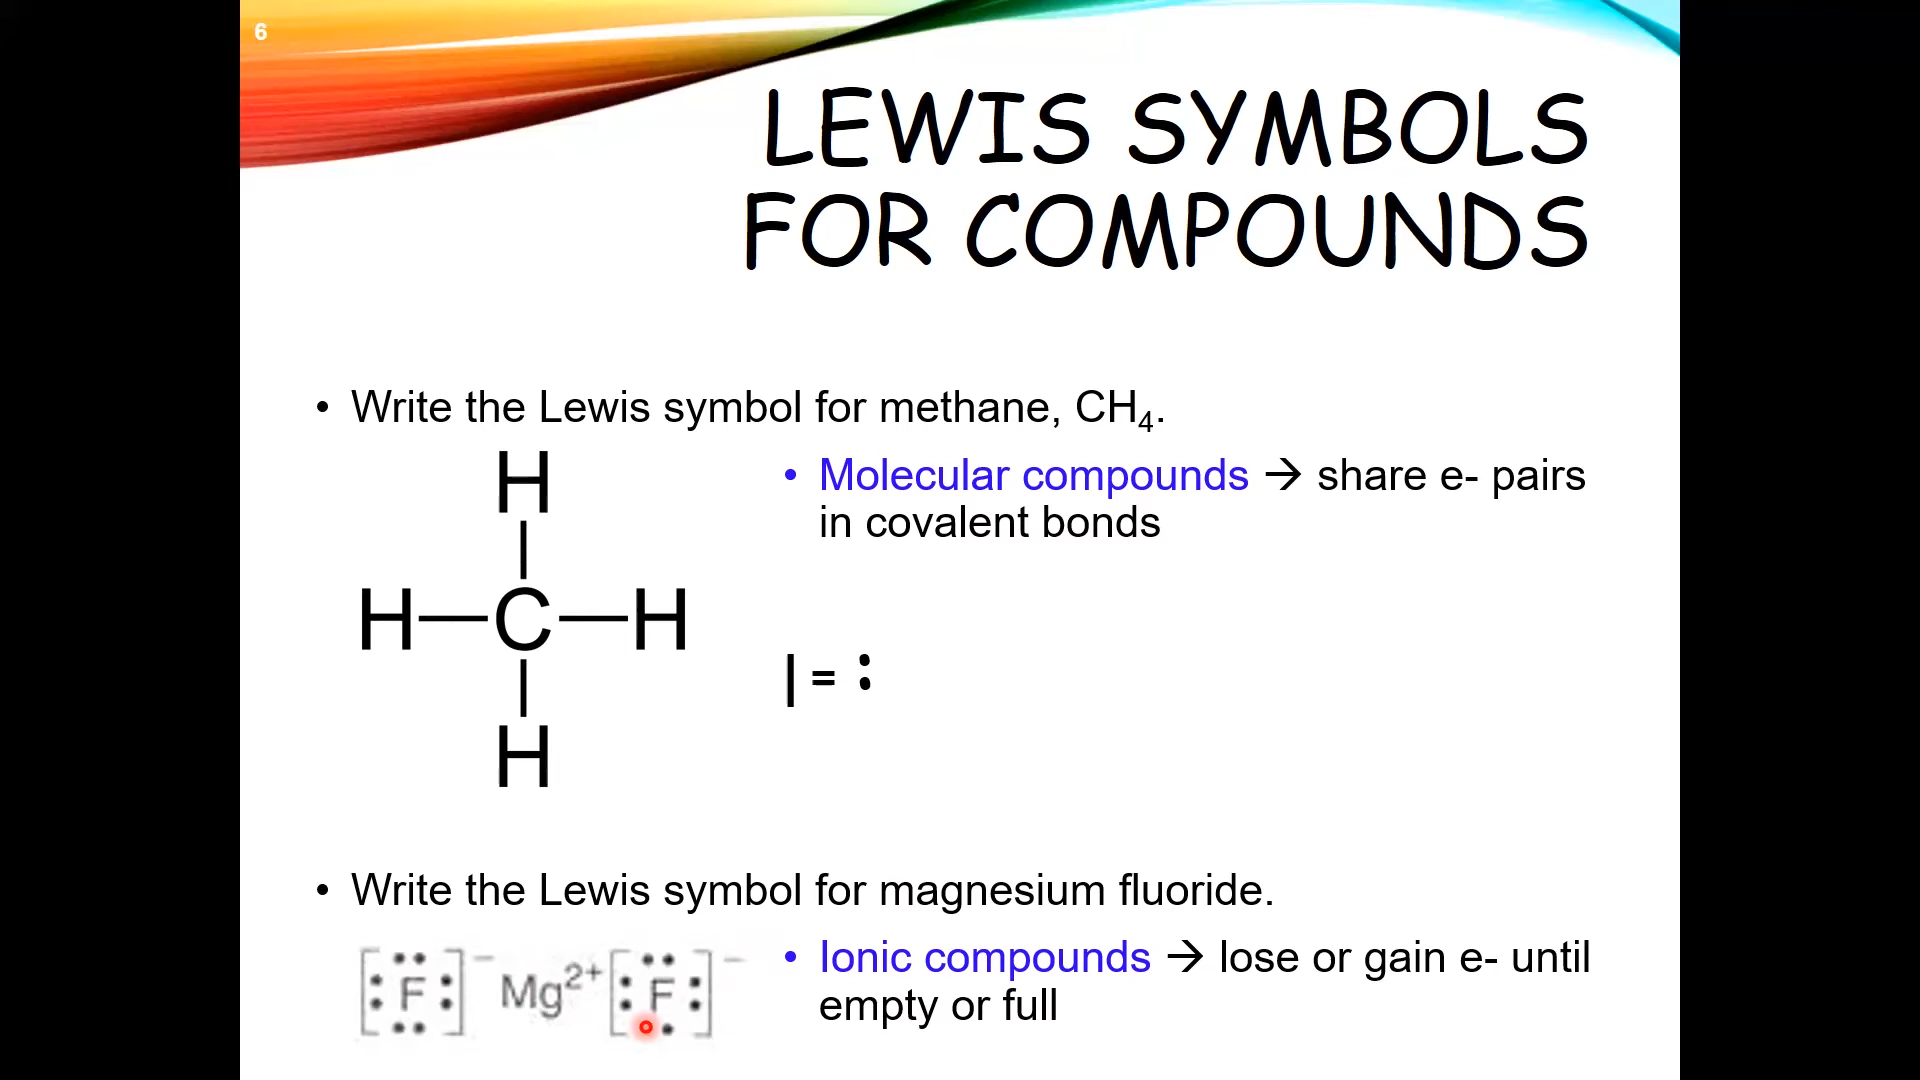 6
LEWIS SYMBOLS
FOR COMPOUNDS
• Write the Lewis symbol for methane, CH₄.
H
H—C—H
H
• Molecular compounds → share e- pairs
in covalent bonds
| = :
• Write the Lewis symbol for magnesium fluoride.
[:F:]⁻ Mg²⁺ [:F:]⁻
• Ionic compounds → lose or gain e- until
empty or full